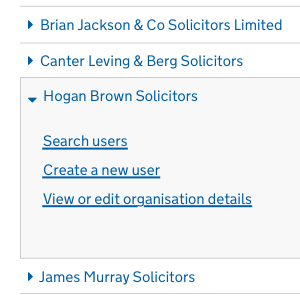 Brian Jackson & Co Solicitors Limited
Canter Leving & Berg Solicitors
Hogan Brown Solicitors
Search users
Create a new user
View or edit organisation details
James Murray Solicitors